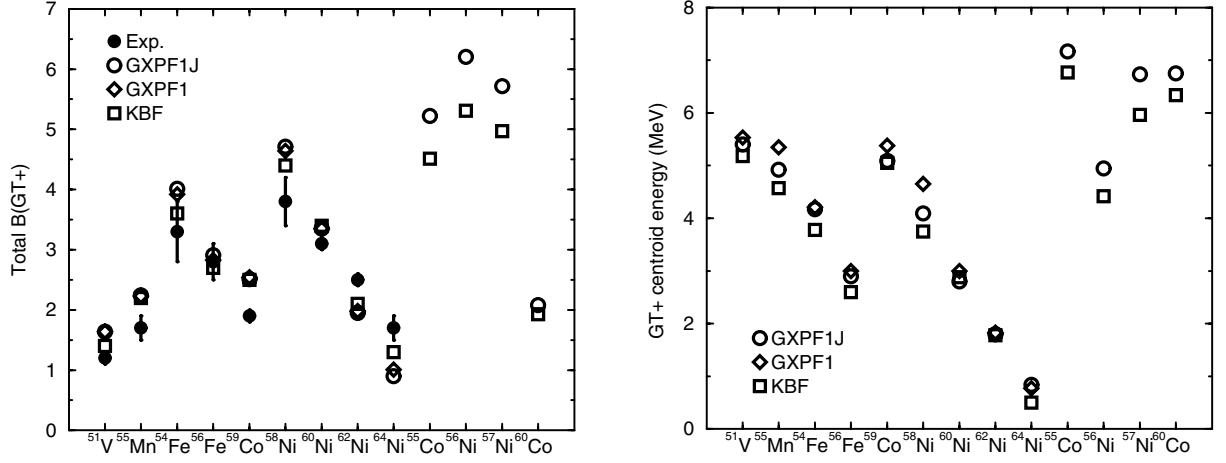 7
6
5
4
3
2
1
0
Total B(GT+)
Exp.
GXPF1J
GXPF1
KBF
⁵¹V ⁵⁵Mn ⁵⁴Fe ⁵⁶Fe ⁵⁹Co ⁵⁸Ni ⁶⁰Ni ⁶²Ni ⁶⁴Ni ⁵⁵Co ⁵⁶Ni ⁵⁷Ni ⁶⁰Co
8
6
4
2
0
GT+ centroid energy (MeV)
GXPF1J
GXPF1
KBF
⁵¹V ⁵⁵Mn ⁵⁴Fe ⁵⁶Fe ⁵⁹Co ⁵⁸Ni ⁶⁰Ni ⁶²Ni ⁶⁴Ni ⁵⁵Co ⁵⁶Ni ⁵⁷Ni ⁶⁰Co